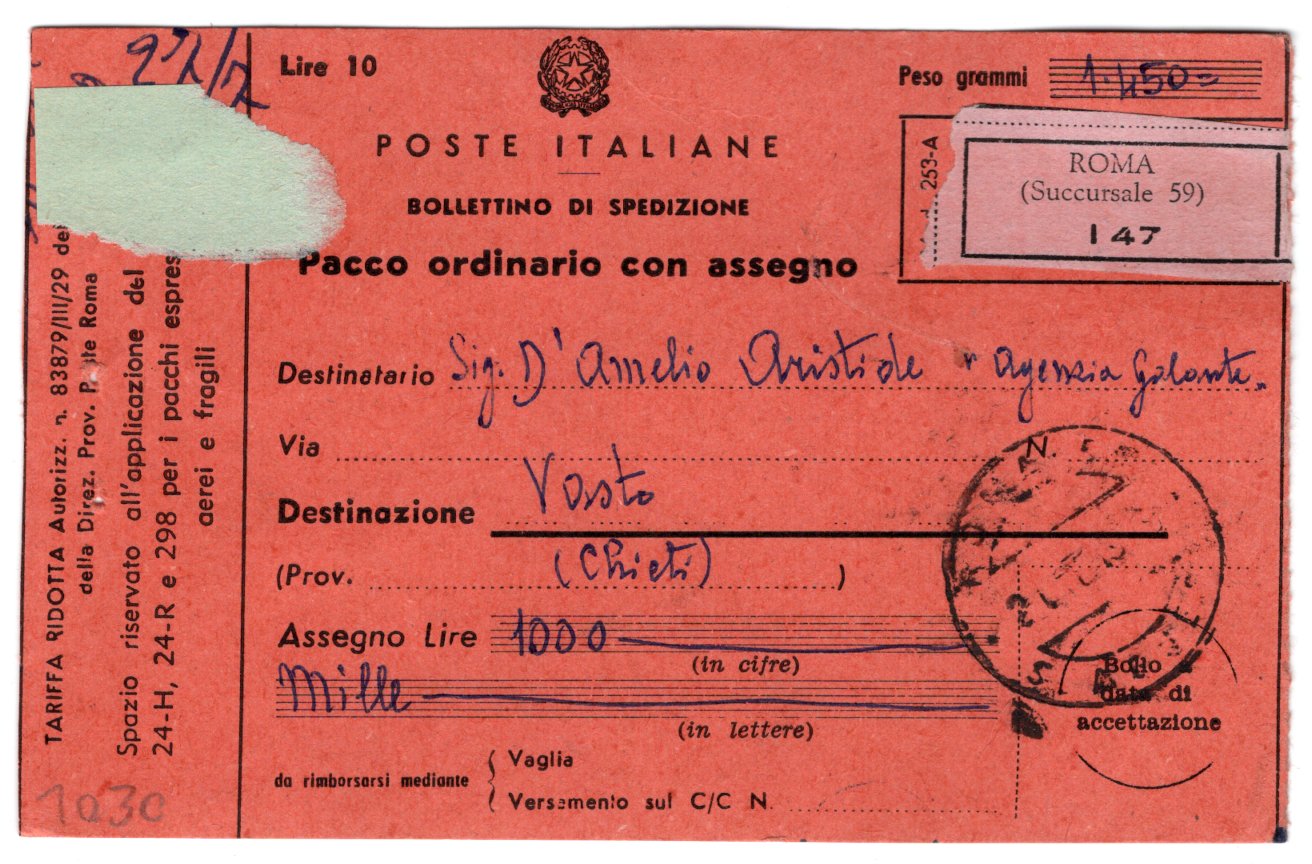 Lire 10
Peso grammi 1.450=
POSTE ITALIANE
253-A
ROMA
(Succursale 59)
147
BOLLETTINO DI SPEDIZIONE
Pacco ordinario con assegno
Destinatario Sig. D'Amelio Aristide Agenzia Galante
Via N.
Destinazione Vasto
(Prov. (Chieti) )
Assegno Lire 1000
(in cifre)
Mille
(in lettere)
Bollo
data di
accettazione
da rimborsarsi mediante
Vaglia
Versamento sul C/C N.
TARIFFA RIDOTTA Autorizz. n. 83879/III/29
della Direz. Prov. Poste Roma
Spazio riservato all'applicazione del
24-H, 24-R e 298 per i pacchi
aerei e fragili
1030